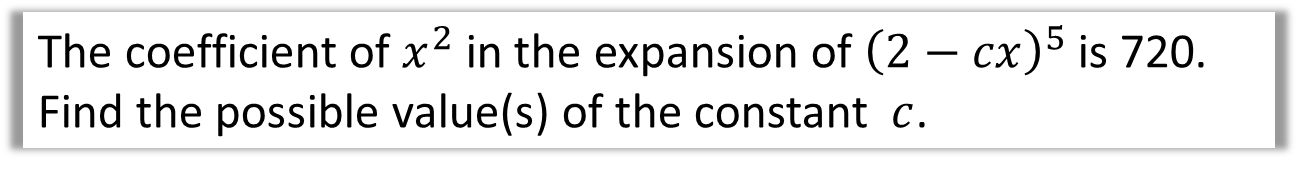 The coefficient of 𝑥² in the expansion of (2 − 𝑐𝑥)⁵ is 720.
Find the possible value(s) of the constant 𝑐.